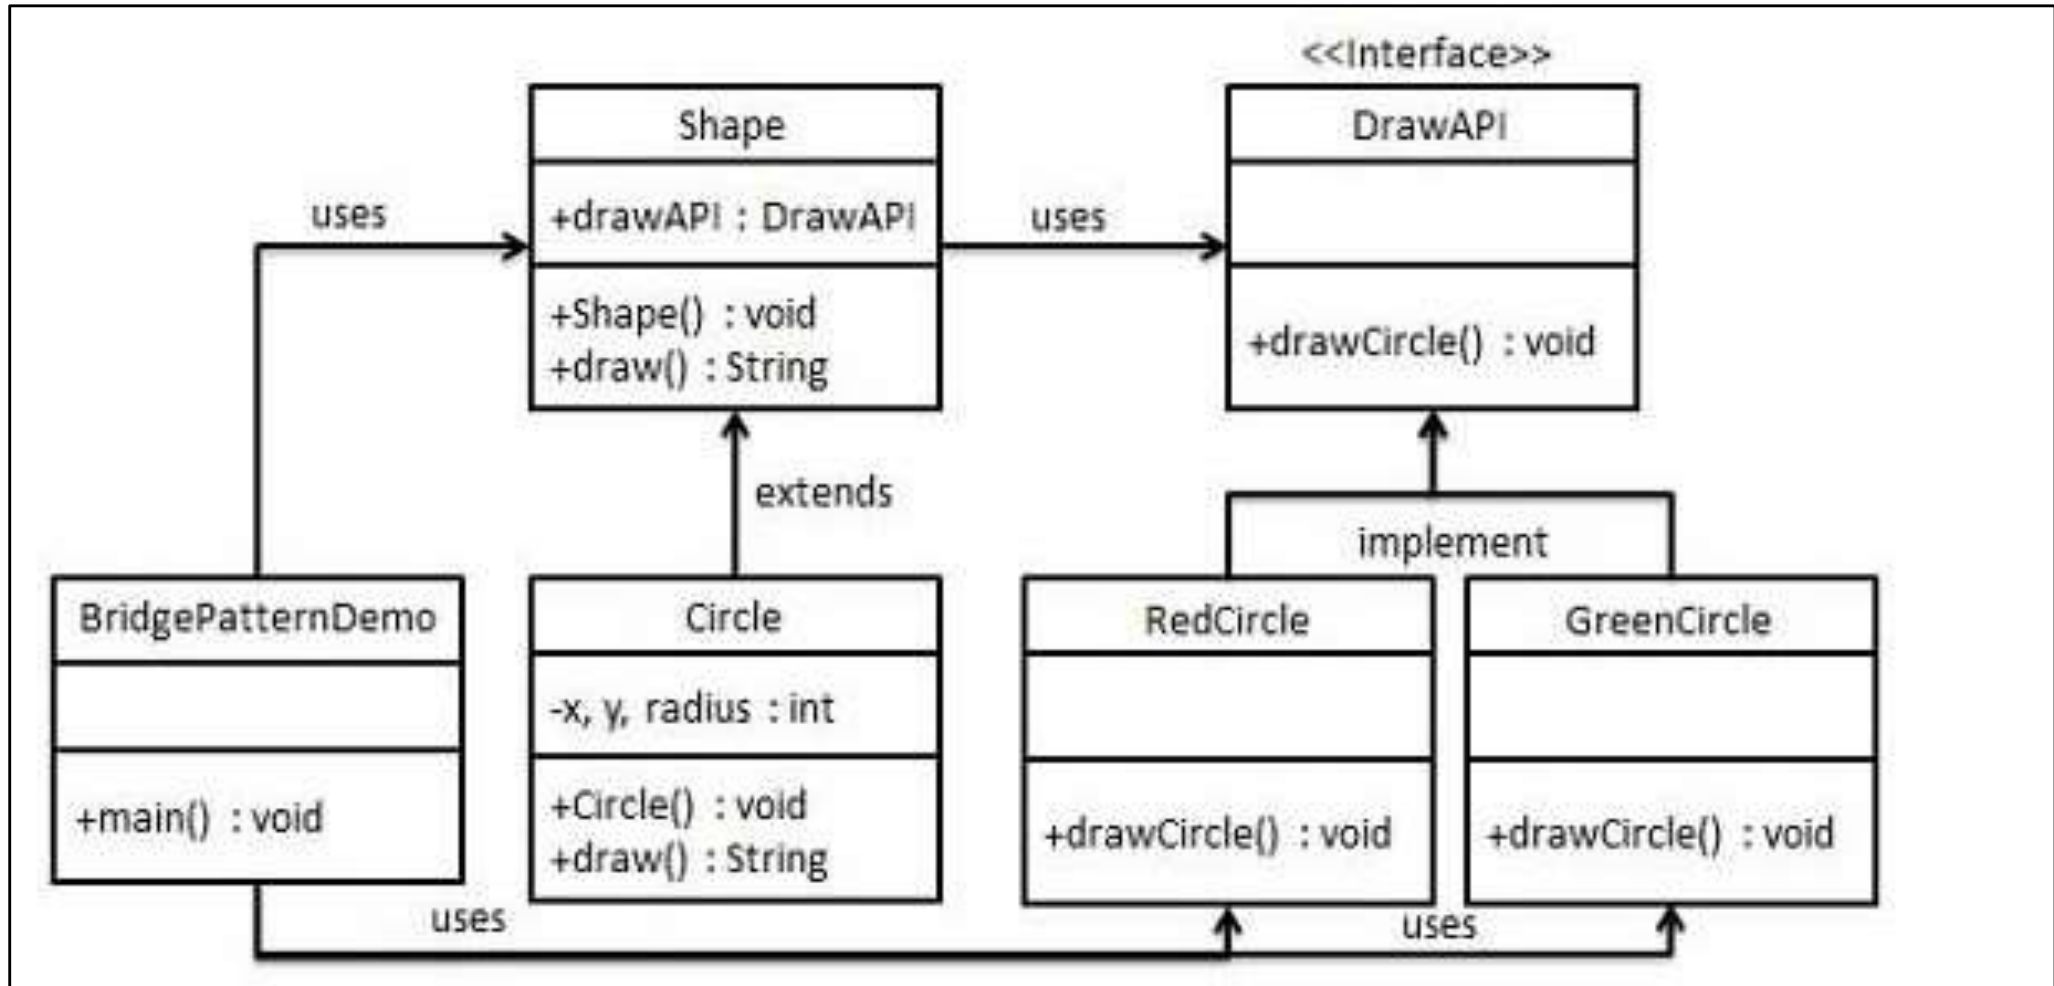 <<Interface>>
Shape
+drawAPI : DrawAPI
+Shape() : void
+draw() : String
uses
uses
DrawAPI
+drawCircle() : void
extends
implement
BridgePatternDemo
+main() : void
Circle
-x, y, radius : int
+Circle() : void
+draw() : String
RedCircle
+drawCircle() : void
GreenCircle
+drawCircle() : void
uses
uses